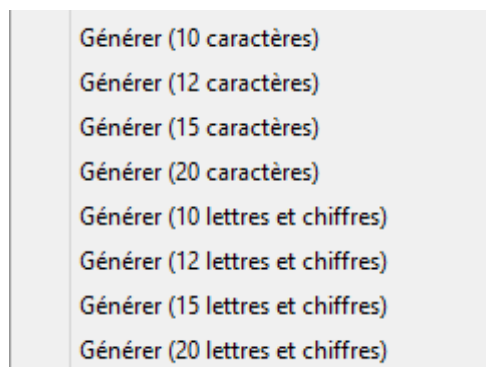 Générer (10 caractères)
Générer (12 caractères)
Générer (15 caractères)
Générer (20 caractères)
Générer (10 lettres et chiffres)
Générer (12 lettres et chiffres)
Générer (15 lettres et chiffres)
Générer (20 lettres et chiffres)